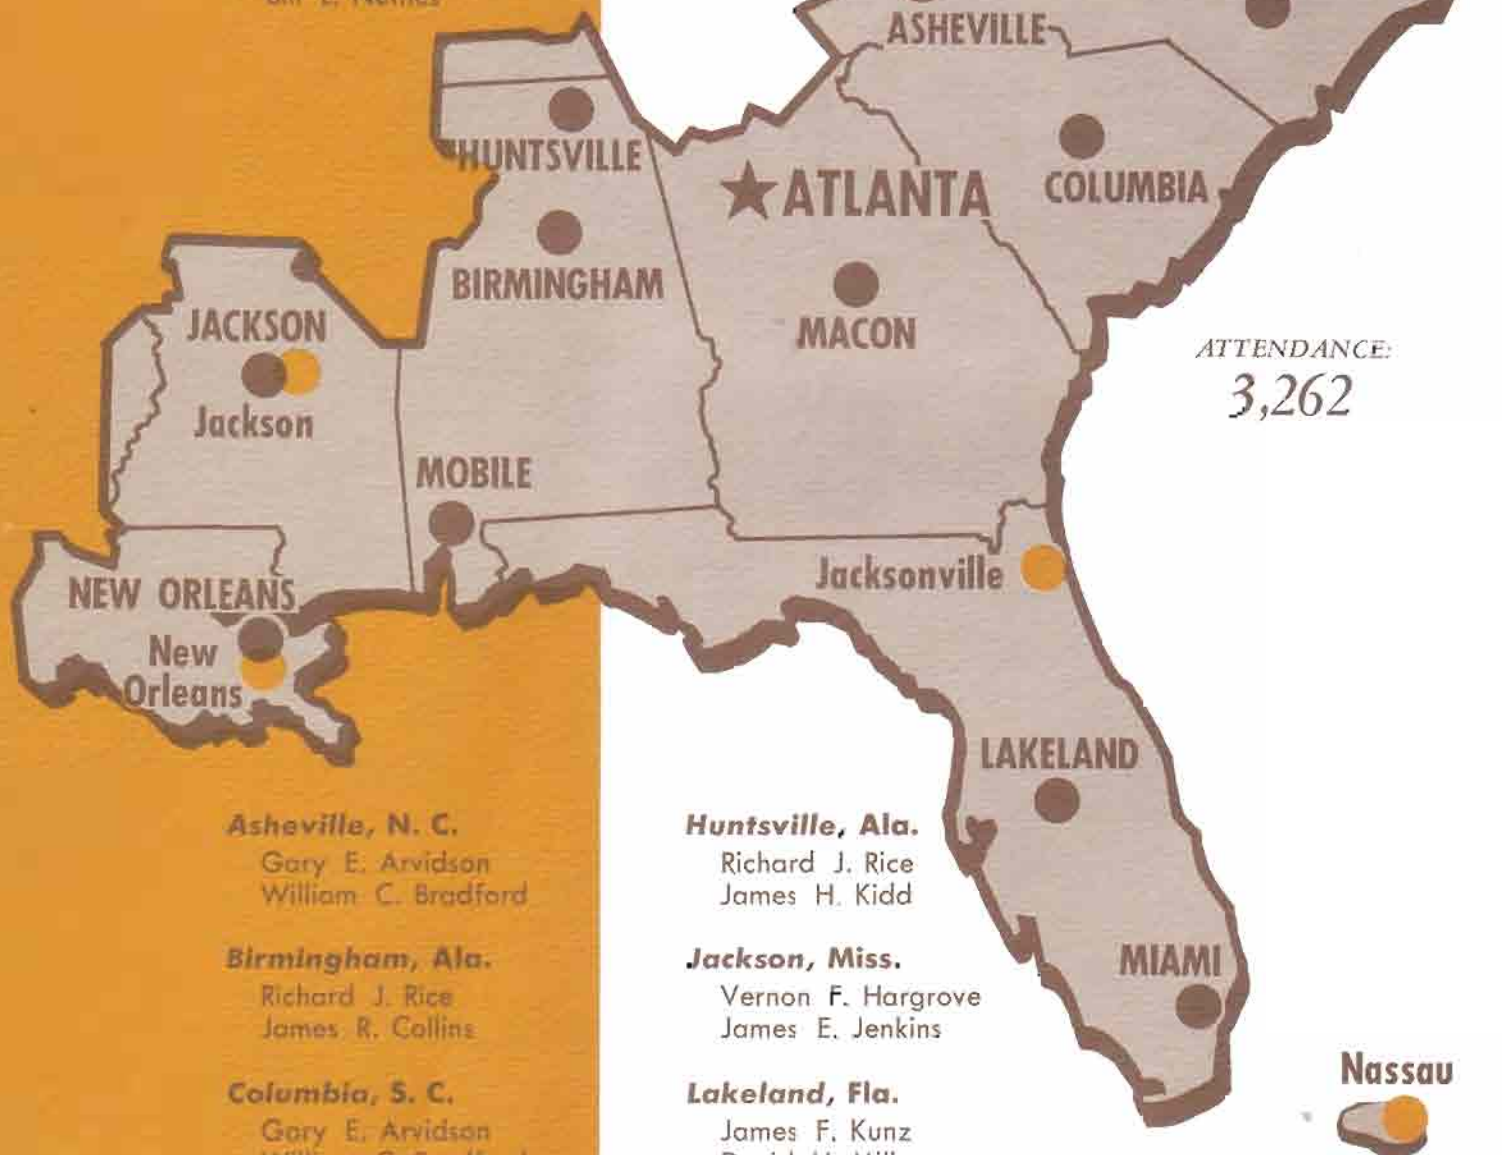 ASHEVILLE
HUNTSVILLE
ATLANTA
COLUMBIA
BIRMINGHAM
MACON
JACKSON
Jackson
ATTENDANCE:
3,262
MOBILE
Jacksonville
NEW ORLEANS
New
Orleans
LAKELAND
MIAMI
Nassau
Asheville, N. C.
Gary E. Arvidson
William C. Bradford
Birmingham, Ala.
Richard J. Rice
James R. Collins
Columbia, S. C.
Gary E. Arvidson
Huntsville, Ala.
Richard J. Rice
James H. Kidd
Jackson, Miss.
Vernon F. Hargrove
James E. Jenkins
Lakeland, Fla.
James F. Kunz